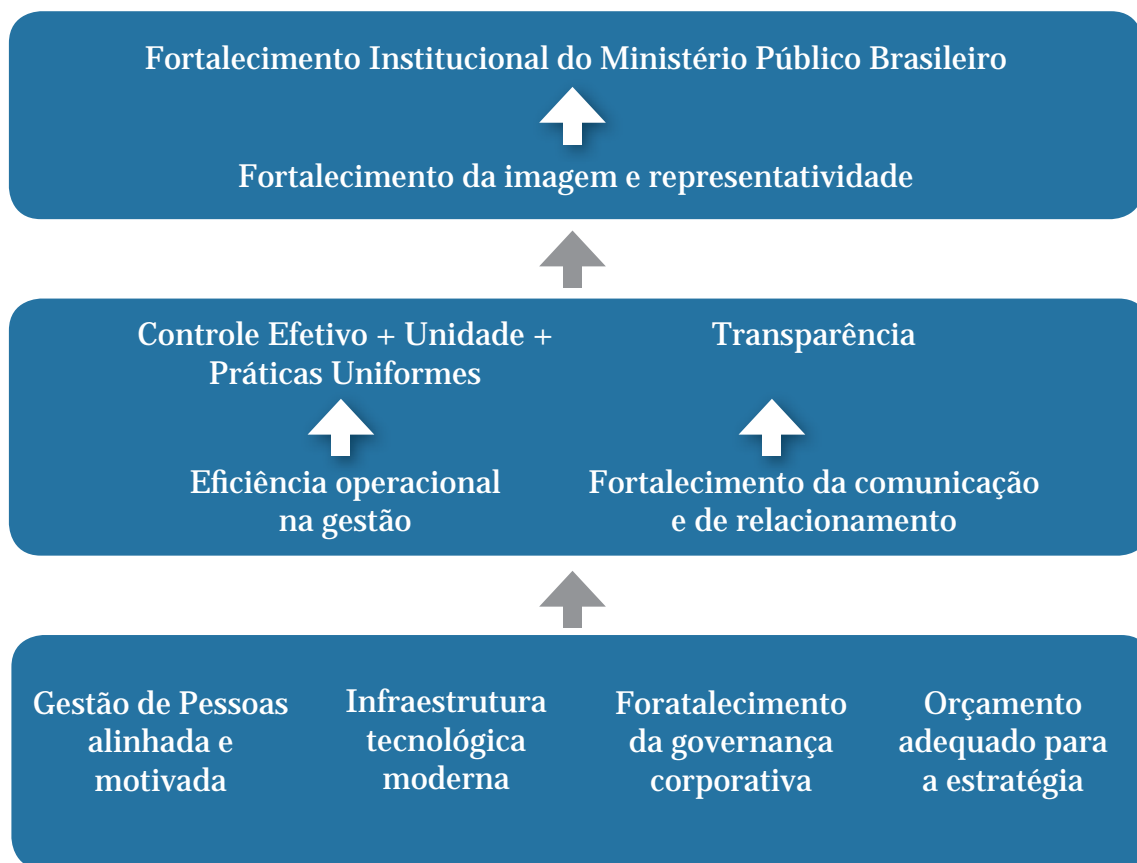 Fortalecimento Institucional do Ministério Público Brasileiro
Fortalecimento da imagem e representatividade
Controle Efetivo + Unidade +
Práticas Uniformes
Transparência
Eficiência operacional
na gestão
Fortalecimento da comunicação
e de relacionamento
Gestão de Pessoas
alinhada e
motivada
Infraestrutura
tecnológica
moderna
Foratalecimento
da governança
corporativa
Orçamento
adequado para
a estratégia